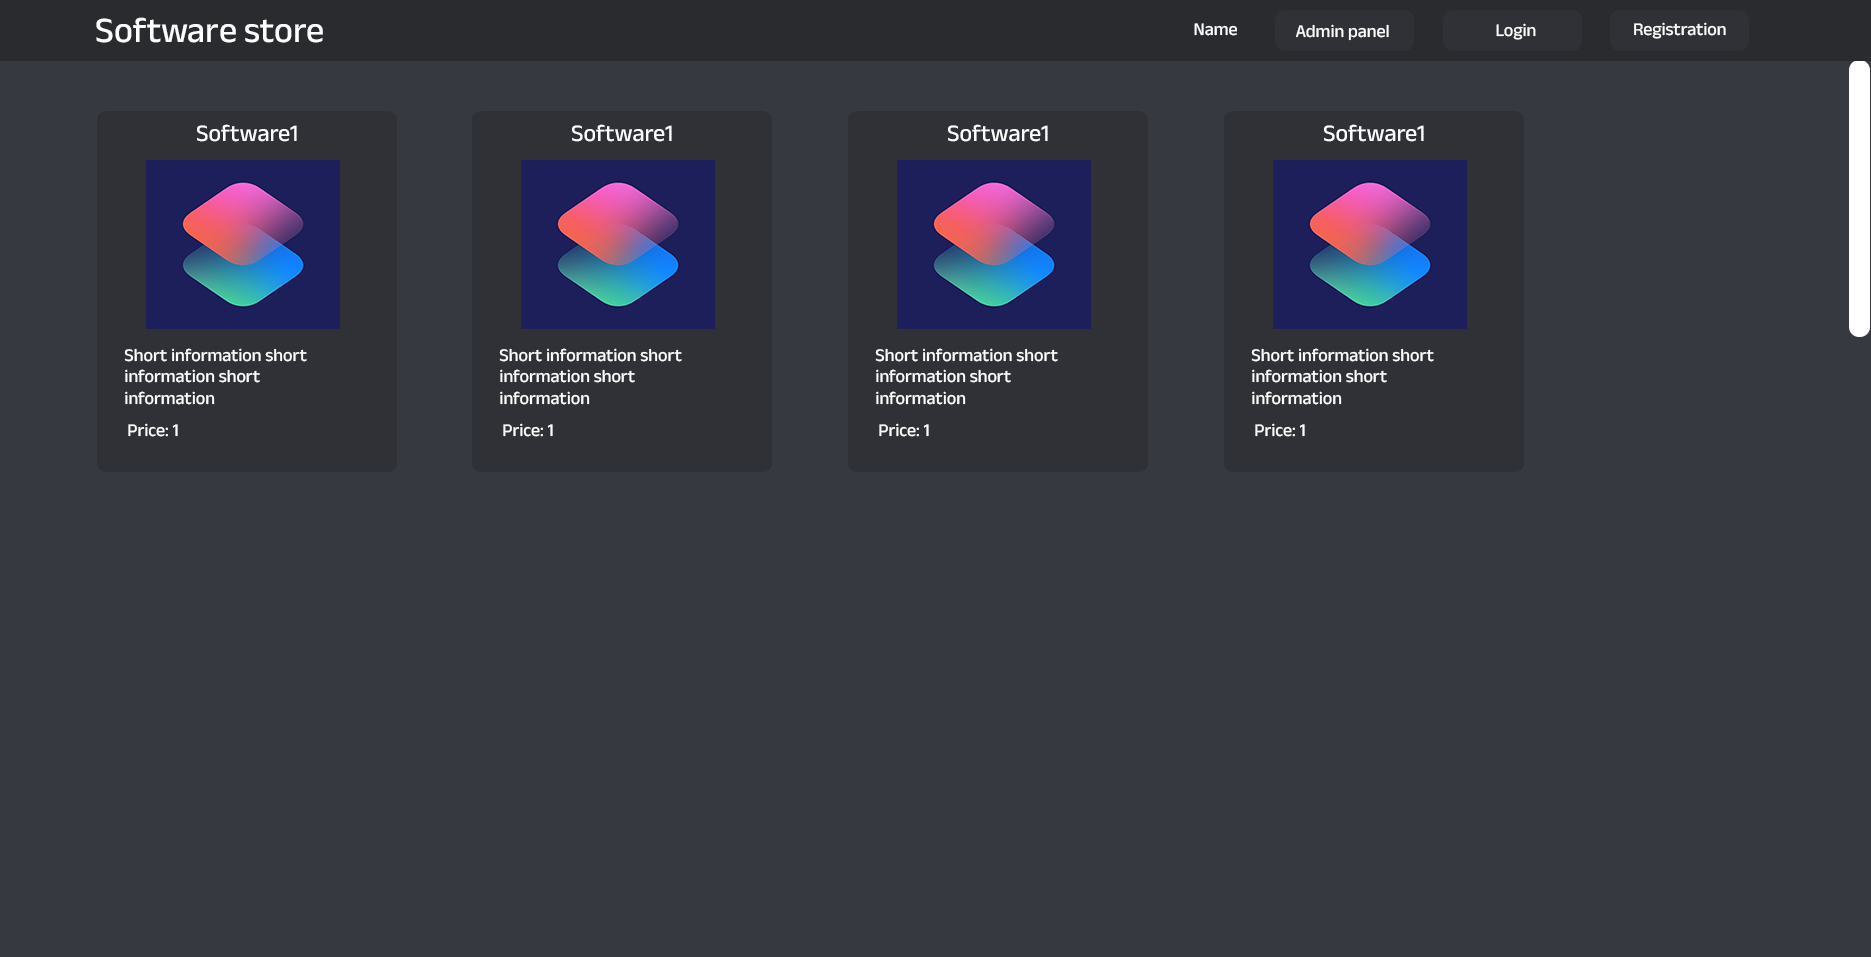 Software store
Name
Admin panel
Login
Registration
Software1
Short information short
information short
information
Price: 1
Software1
Short information short
information short
information
Price: 1
Software1
Short information short
information short
information
Price: 1
Software1
Short information short
information short
information
Price: 1